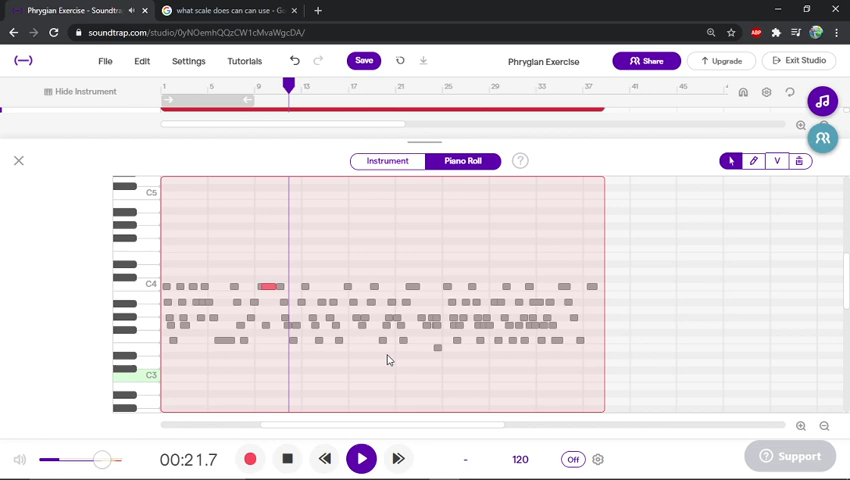 Phrygian Exercise - Soundtrap
what scale does can can use - Go
soundtrap.com/studio/0yNOemhQQzCW1cMvaWgcDA/
ABP
File Edit Settings Tutorials Save Phrygian Exercise Share Upgrade Exit Studio
Hide Instrument 1 5 9 13 17 21 25 29 33 37 41 45
Instrument Piano Roll ? V
C5
C4
C3
00:21.7 - 120 Off Support